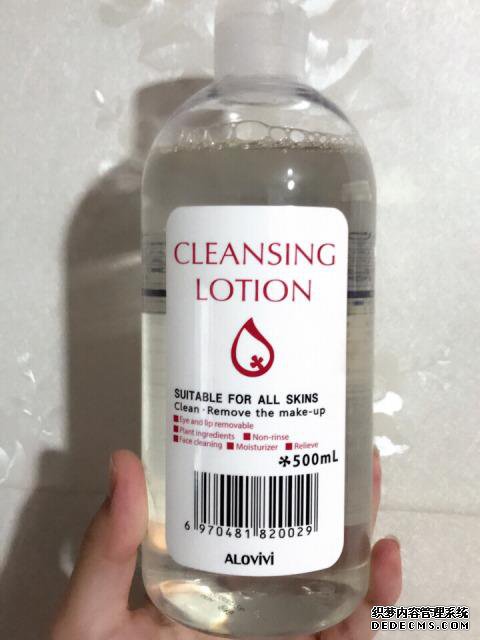 CLEANSING
LOTION
SUITABLE FOR ALL SKINS
Clean · Remove the make-up
Eye and lip removable
Plant ingredients Non-rinse
Face cleaning Moisturizer Relieve
*500mL
6 970481 820029
ALOVIVI
织梦内容管理系统
DEDECMS.COM